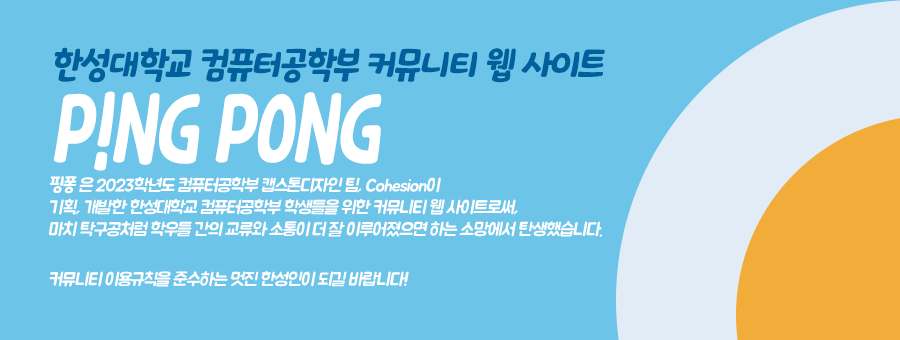 한성대학교 컴퓨터공학부 커뮤니티 웹 사이트
P!NG PONG
핑퐁 은 2023학년도 컴퓨터공학부 캡스톤디자인 팀, Cohesion이
기획, 개발한 한성대학교 컴퓨터공학부 학생들을 위한 커뮤니티 웹 사이트로써,
마치 탁구공처럼 학우들 간의 교류와 소통이 더 잘 이루어졌으면 하는 소망에서 탄생했습니다.
커뮤니티 이용규칙을 준수하는 멋진 한성인이 되길 바랍니다!